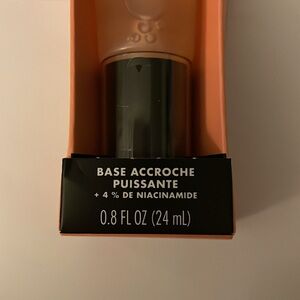 BASE ACCROCHE
PUISSANTE
+ 4 % DE NIACINAMIDE
0.8 FL OZ (24 mL)